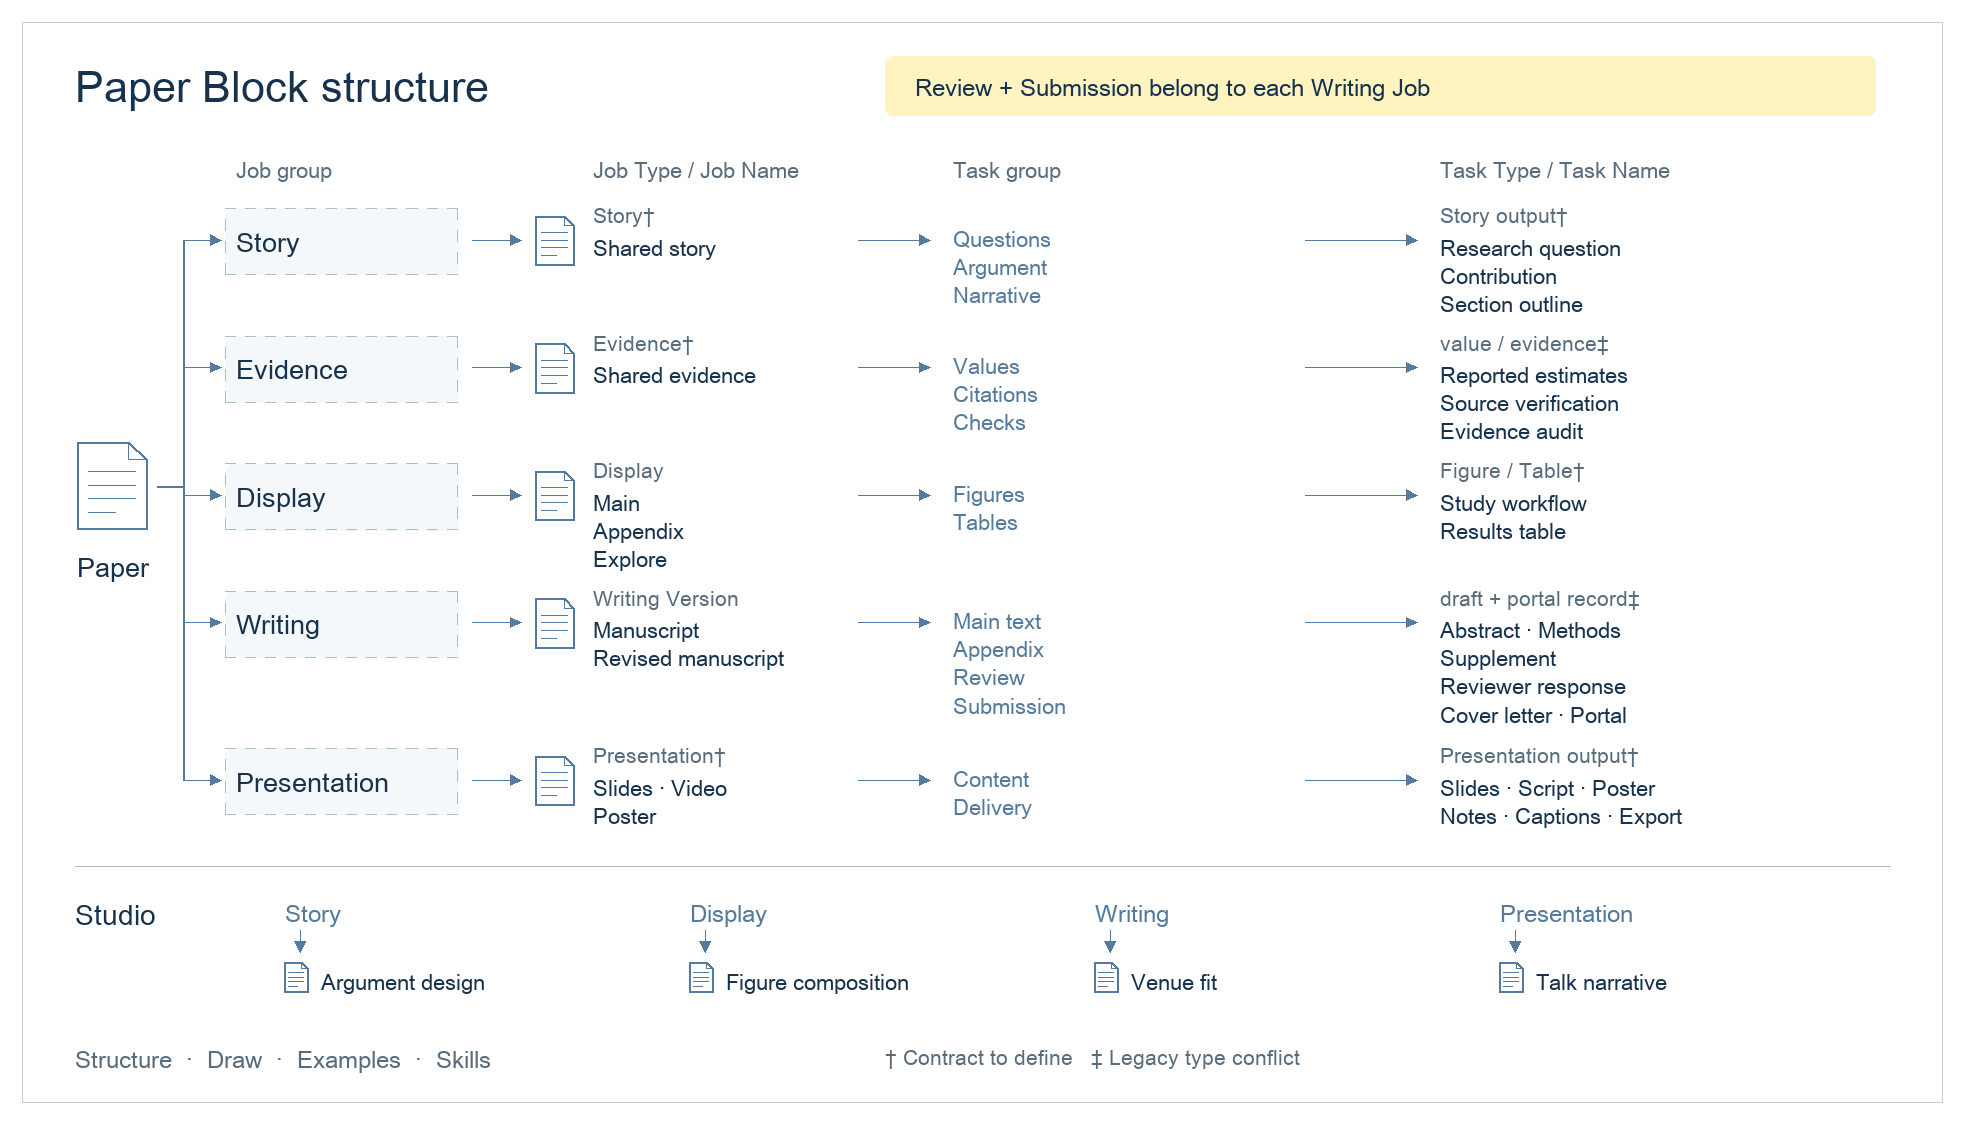 Paper Block structure
Review + Submission belong to each Writing Job
Job group
Job Type / Job Name
Task group
Task Type / Task Name
Story
Story†
Shared story
Questions
Argument
Narrative
Story output†
Research question
Contribution
Section outline
Evidence
Evidence†
Shared evidence
Values
Citations
Checks
value / evidence‡
Reported estimates
Source verification
Evidence audit
Paper
Display
Display
Main
Appendix
Explore
Figures
Tables
Figure / Table†
Study workflow
Results table
Writing
Writing Version
Manuscript
Revised manuscript
Main text
Appendix
Review
Submission
draft + portal record‡
Abstract · Methods
Supplement
Reviewer response
Cover letter · Portal
Presentation
Presentation†
Slides · Video
Poster
Content
Delivery
Presentation output†
Slides · Script · Poster
Notes · Captions · Export
Studio
Story
Argument design
Display
Figure composition
Writing
Venue fit
Presentation
Talk narrative
Structure · Draw · Examples · Skills
† Contract to define ‡ Legacy type conflict